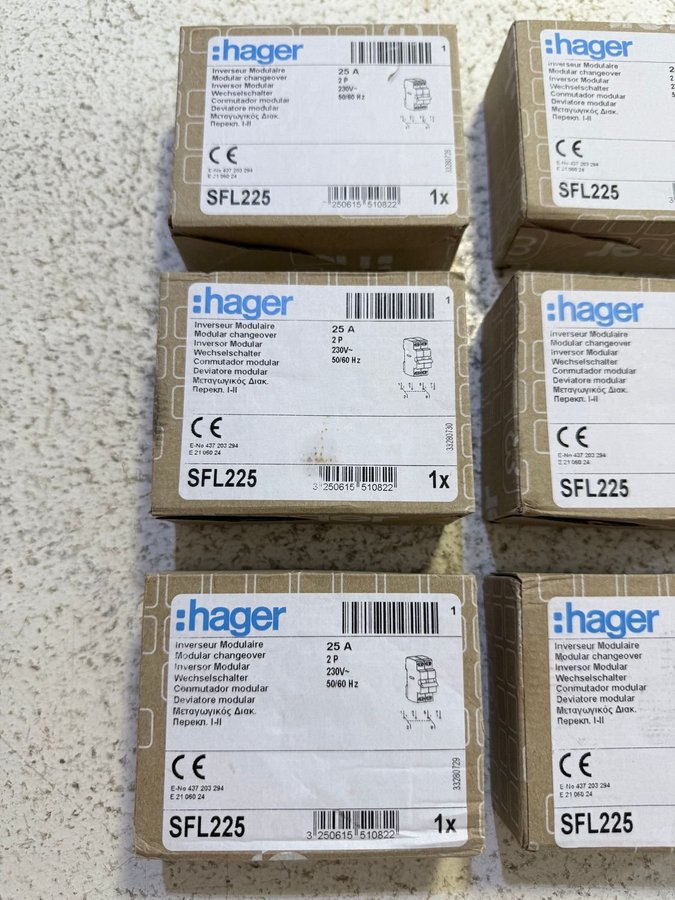 :hager
1
Inverseur Modulaire
Modular changeover
Inversor Modular
Wechselschalter
Conmutador modular
Deviatore modular
Μεταγωγικός Διακ.
Перекл. I-II
25 A
2 P
230V~
50/60 Hz
33280729
CE
E-No 437 203 294
E 21 060 24
SFL225
3 250615 510822
1x
:hager
Inverseur Modulaire
Modular changeover
Inversor Modular
Wechselschalter
Conmutador modular
Deviatore modular
Μεταγωγικός Διακ.
Перекл. I-II
CE
E-No 437 203 294
E 21 060 24
SFL225
:hager
1
Inverseur Modulaire
Modular changeover
Inversor Modular
Wechselschalter
Conmutador modular
Deviatore modular
Μεταγωγικός Διακ.
Перекл. I-II
25 A
2 P
230V~
50/60 Hz
33280730
CE
E-No 437 203 294
E 21 060 24
SFL225
3 250615 510822
1x
:hager
Inverseur Modulaire
Modular changeover
Inversor Modular
Wechselschalter
Conmutador modular
Deviatore modular
Μεταγωγικός Διακ.
Перекл. I-II
CE
E-No 437 203 294
E 21 060 24
SFL225
:hager
1
Inverseur Modulaire
Modular changeover
Inversor Modular
Wechselschalter
Conmutador modular
Deviatore modular
Μεταγωγικός Διακ.
Перекл. I-II
25 A
2 P
230V~
50/60 Hz
33280729
CE
E-No 437 203 294
E 21 060 24
SFL225
3 250615 510822
1x
:hager
Inverseur Modulaire
Modular changeover
Inversor Modular
Wechselschalter
Conmutador modular
Deviatore modular
Μεταγωγικός Διακ.
Перекл. I-II
CE
E-No 437 203 294
E 21 060 24
SFL225